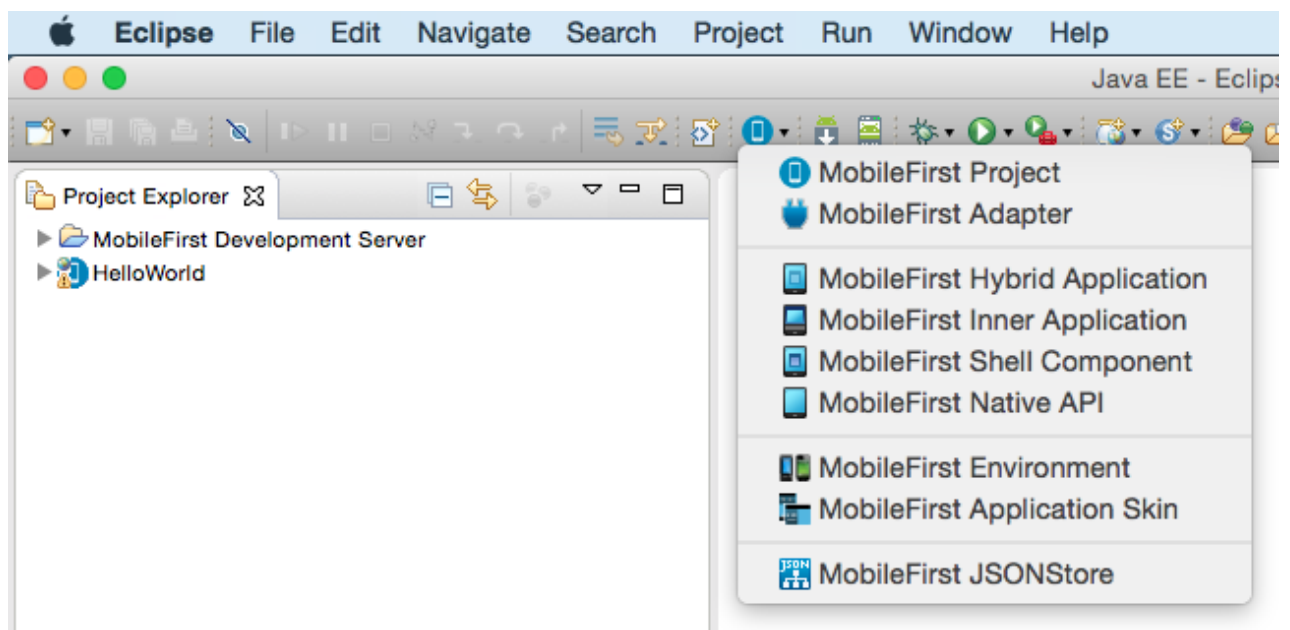 Eclipse File Edit Navigate Search Project Run Window Help
Java EE - Eclips
Project Explorer
MobileFirst Development Server
HelloWorld
MobileFirst Project
MobileFirst Adapter
MobileFirst Hybrid Application
MobileFirst Inner Application
MobileFirst Shell Component
MobileFirst Native API
MobileFirst Environment
MobileFirst Application Skin
JSON
MobileFirst JSONStore